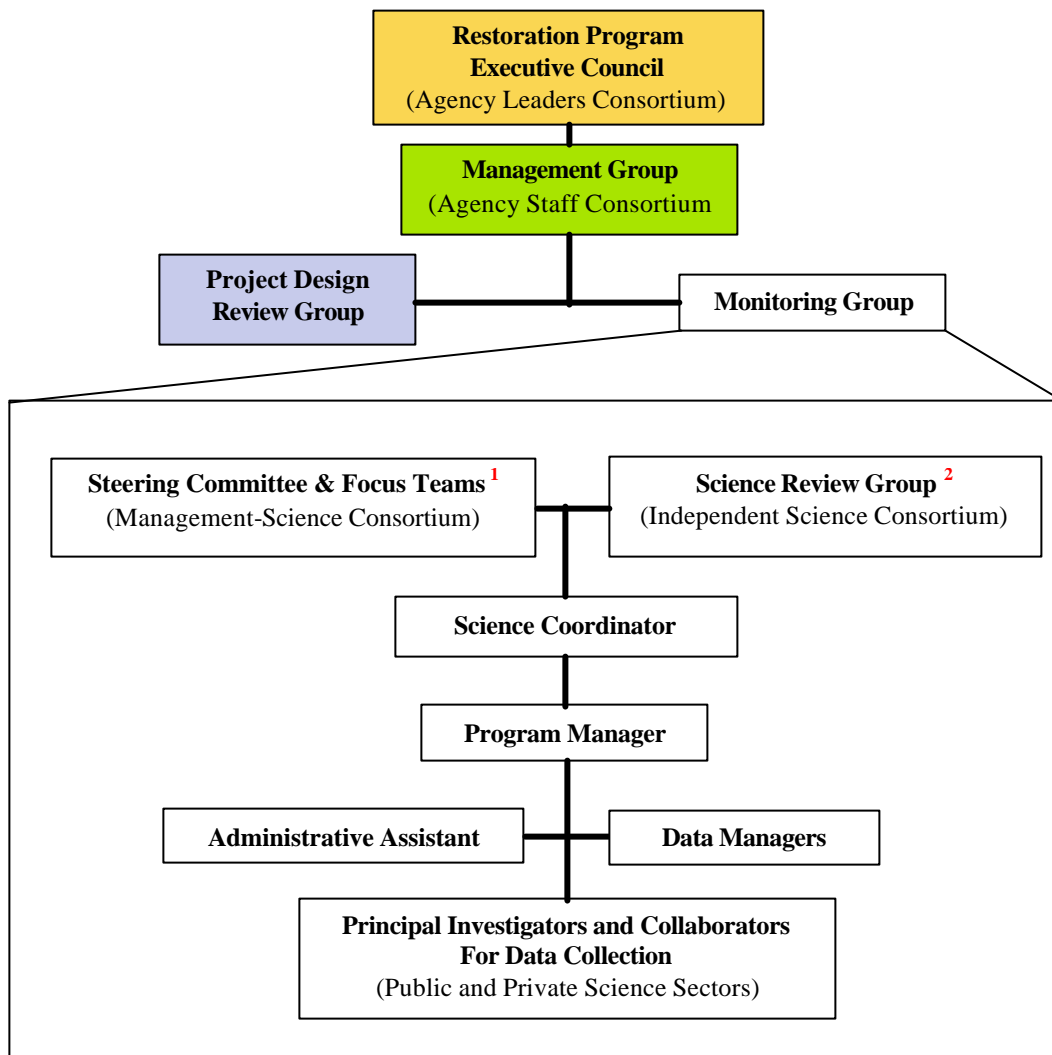 Restoration Program
Executive Council
(Agency Leaders Consortium)
Management Group
(Agency Staff Consortium
Project Design
Review Group
Monitoring Group
Steering Committee & Focus Teams 1
(Management-Science Consortium)
Science Review Group 2
(Independent Science Consortium)
Science Coordinator
Program Manager
Administrative Assistant
Data Managers
Principal Investigators and Collaborators
For Data Collection
(Public and Private Science Sectors)